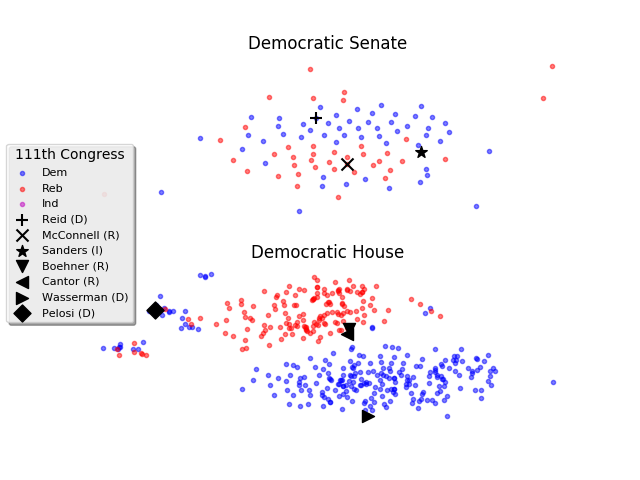 Democratic Senate
111th Congress
Dem
Reb
Ind
Reid (D)
McConnell (R)
Sanders (I)
Boehner (R)
Cantor (R)
Wasserman (D)
Pelosi (D)
Democratic House